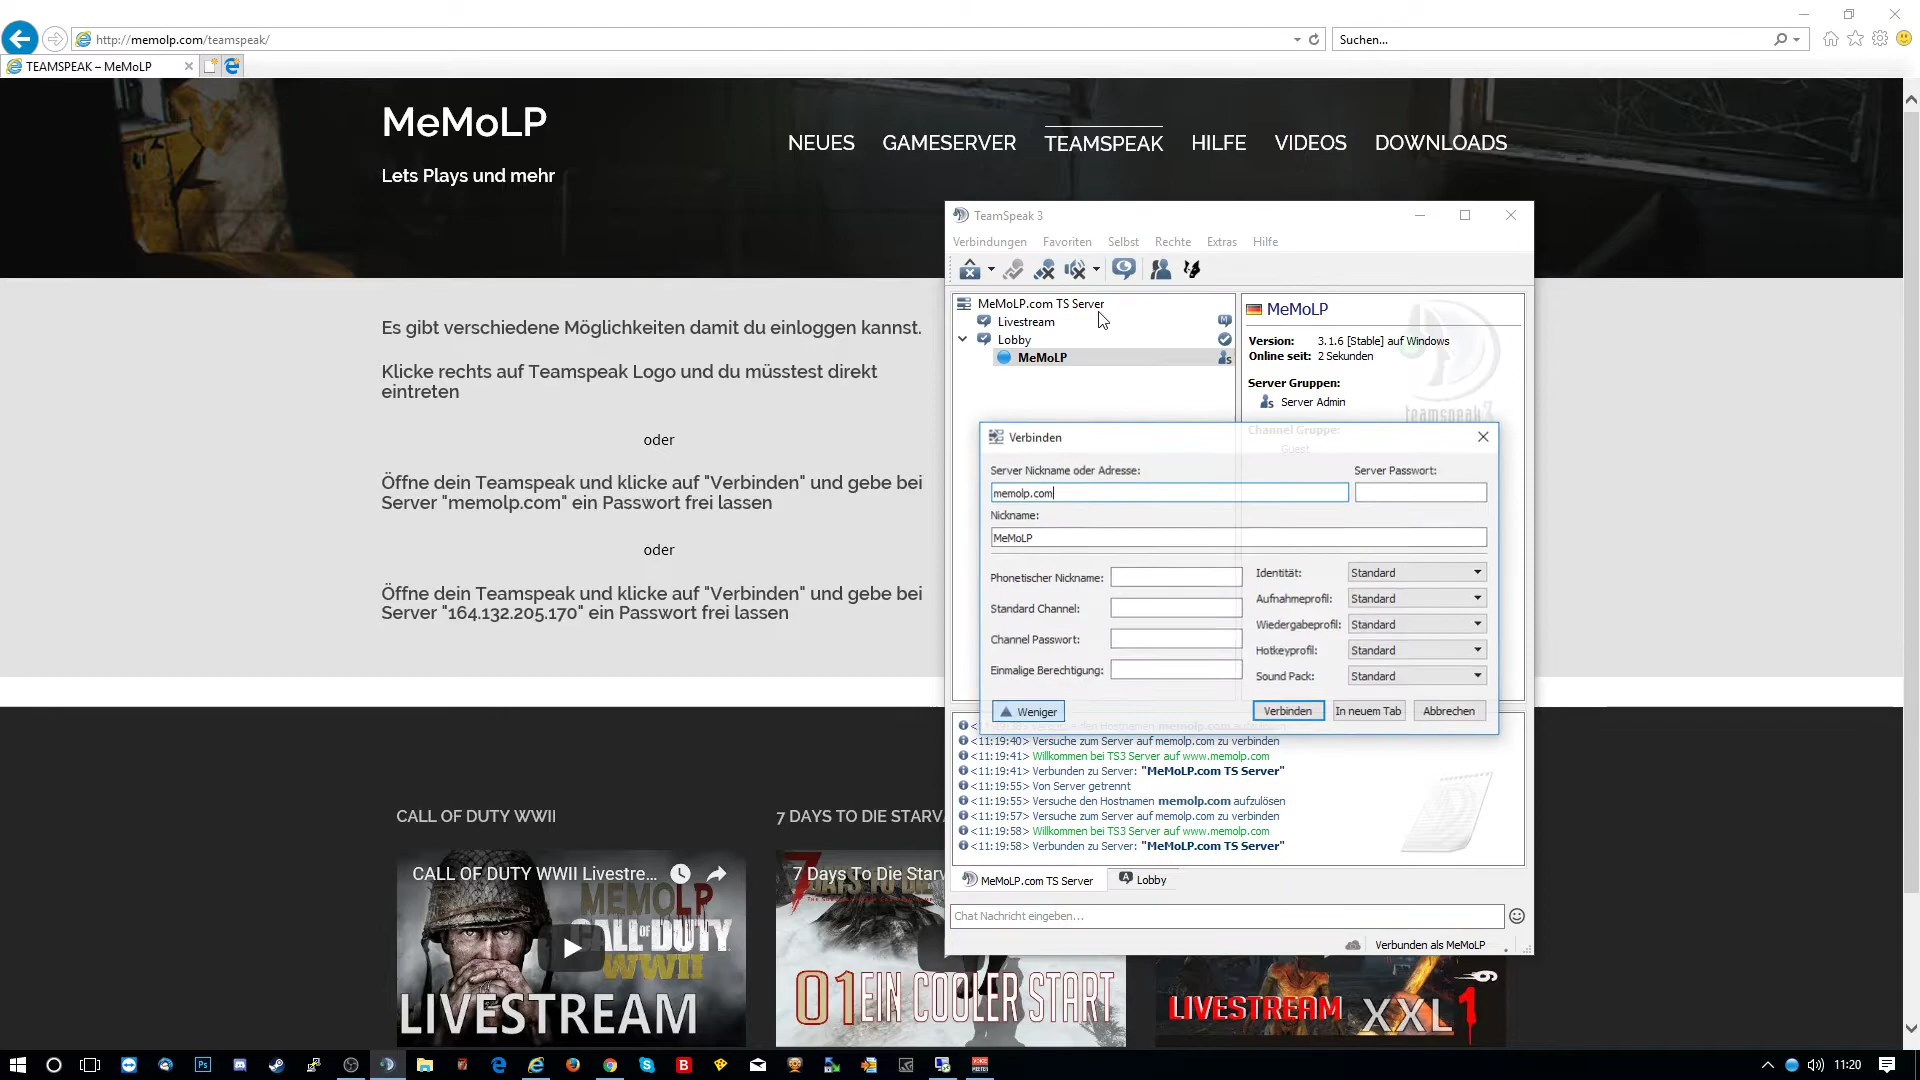 http://memolp.com/teamspeak/
Suchen...
TEAMSPEAK – MeMoLP
MeMoLP
Lets Plays und mehr
NEUES
GAMESERVER
TEAMSPEAK
HILFE
VIDEOS
DOWNLOADS
Es gibt verschiedene Möglichkeiten damit du einloggen kannst.
Klicke rechts auf Teamspeak Logo und du müsstest direkt
eintreten
oder
Öffne dein Teamspeak und klicke auf "Verbinden" und gebe bei
Server "memolp.com" ein Passwort frei lassen
oder
Öffne dein Teamspeak und klicke auf "Verbinden" und gebe bei
Server "164.132.205.170" ein Passwort frei lassen
TeamSpeak 3
Verbindungen Favoriten Selbst Rechte Extras Hilfe
MeMoLP.com TS Server
Livestream
Lobby
MeMoLP
MeMoLP
Version: 3.1.6 [Stable] auf Windows
Online seit: 2 Sekunden
Server Gruppen:
Server Admin
teamspeak3
Channel Gruppe:
Guest
Verbinden
Server Nickname oder Adresse:
Server Passwort:
memolp.com
Nickname:
MeMoLP
Phonetischer Nickname:
Standard Channel:
Channel Passwort:
Einmalige Berechtigung:
Identität: Standard
Aufnahmeprofil: Standard
Wiedergabeprofil: Standard
Hotkeyprofil: Standard
Sound Pack: Standard
Weniger
Verbinden
In neuem Tab
Abbrechen
<11:19:40> Versuche zum Server auf memolp.com zu verbinden
<11:19:41> Willkommen bei TS3 Server auf www.memolp.com
<11:19:41> Verbunden zu Server: "MeMoLP.com TS Server"
<11:19:55> Von Server getrennt
<11:19:55> Versuche den Hostnamen memolp.com aufzulösen
<11:19:57> Versuche zum Server auf memolp.com zu verbinden
<11:19:58> Willkommen bei TS3 Server auf www.memolp.com
<11:19:58> Verbunden zu Server: "MeMoLP.com TS Server"
MeMoLP.com TS Server
Lobby
Chat Nachricht eingeben...
Verbunden als MeMoLP
CALL OF DUTY WWII
CALL OF DUTY WWII Livestre...
MEMOLP
CALL OF DUTY
WWII
LIVESTREAM
7 DAYS TO DIE STARVA
7 Days To Die Starv
01 EIN COOLER START
LIVESTREAM XXL 1
11:20